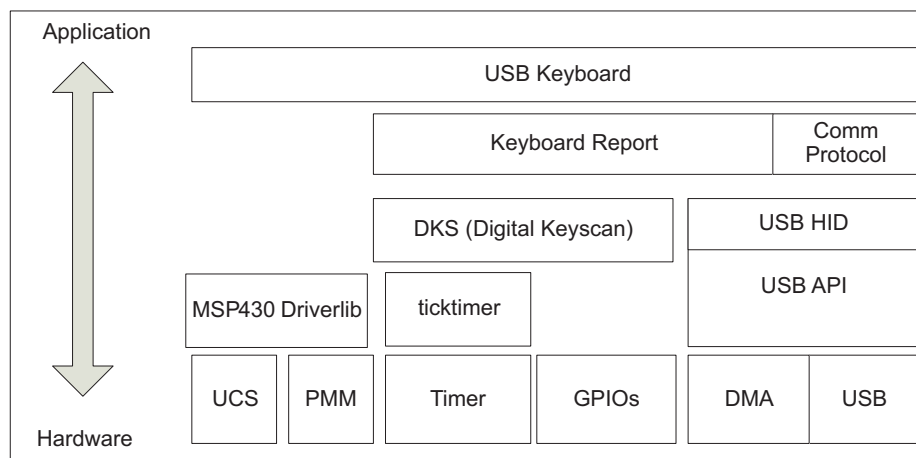 Application
USB Keyboard
Keyboard Report
Comm
Protocol
DKS (Digital Keyscan)
USB HID
USB API
MSP430 Driverlib
ticktimer
UCS
PMM
Timer
GPIOs
DMA
USB
Hardware